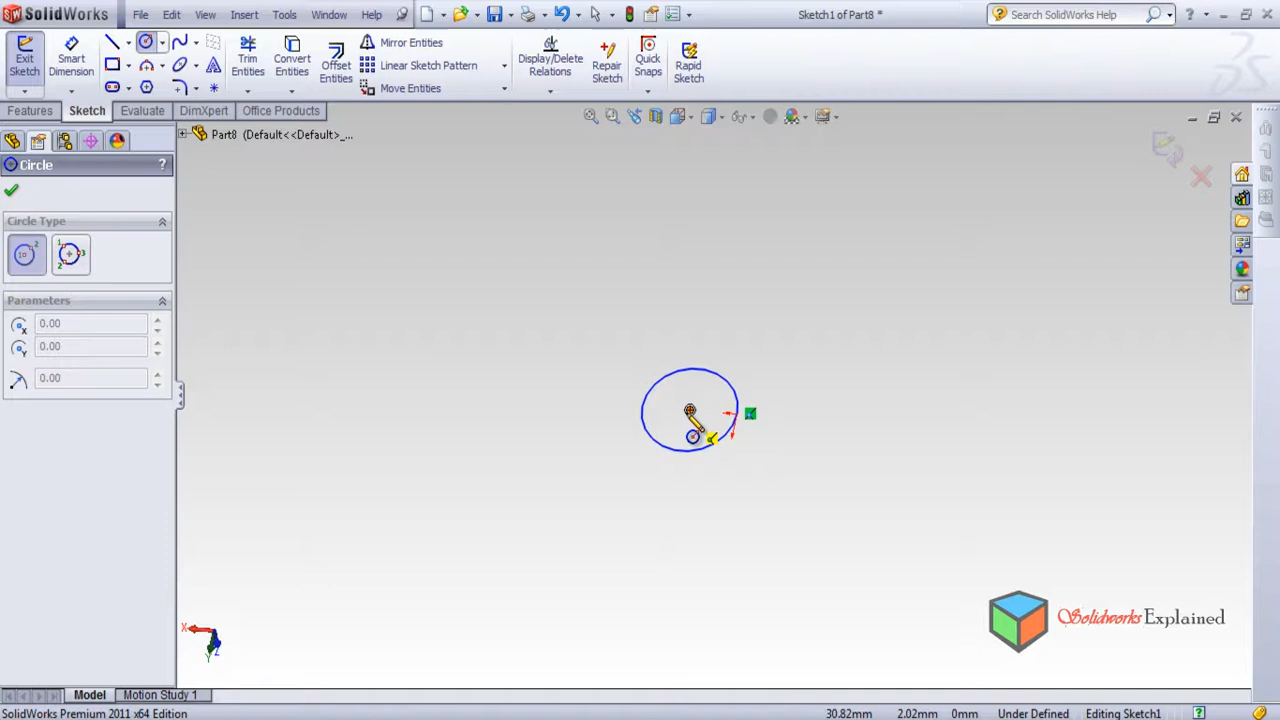 SolidWorks
File Edit View Insert Tools Window Help
Sketch1 of Part8 *
Search SolidWorks Help
Exit Sketch
Smart Dimension
Trim Entities
Convert Entities
Offset Entities
Mirror Entities
Linear Sketch Pattern
Move Entities
Display/Delete Relations
Repair Sketch
Quick Snaps
Rapid Sketch
Features Sketch Evaluate DimXpert Office Products
Part8 (Default<<Default>_...
Circle ?
Circle Type
Parameters
0.00
0.00
0.00
Solidworks Explained
X
Y
Z
Model Motion Study 1
SolidWorks Premium 2011 x64 Edition
30.82mm 2.02mm 0mm Under Defined Editing Sketch1